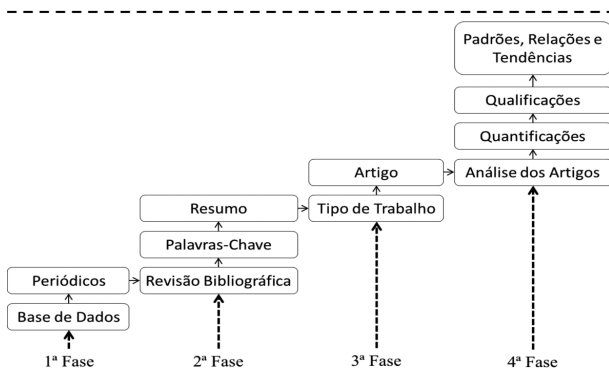 Padrões, Relações e
Tendências
Qualificações
Quantificações
Artigo
Análise dos Artigos
Resumo
Tipo de Trabalho
Palavras-Chave
Periódicos
Revisão Bibliográfica
Base de Dados
1ª Fase
2ª Fase
3ª Fase
4ª Fase